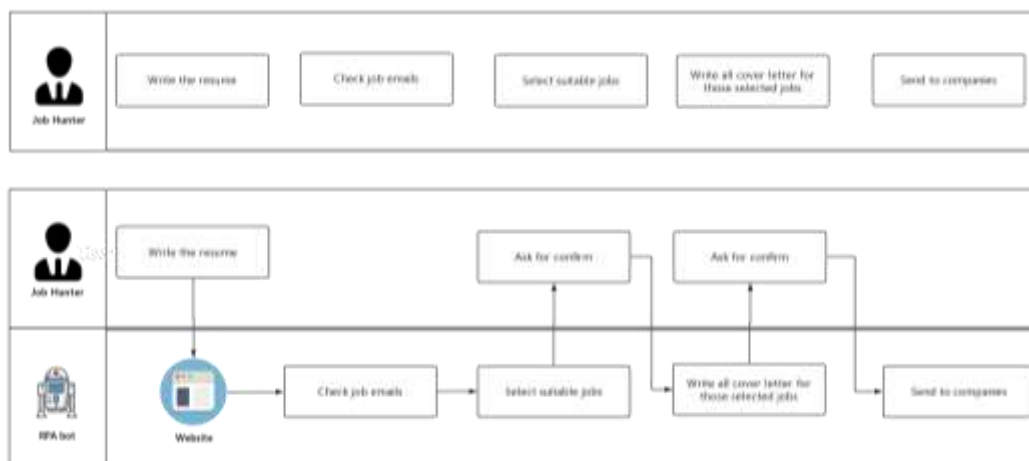 Write the resume
Check job emails
Select suitable jobs
Write all cover letter for
those selected jobs
Send to companies
Job Hunter
Write the resume
Ask for confirm
Ask for confirm
Job Hunter
Check job emails
Select suitable jobs
Write all cover letter for
those selected jobs
Send to companies
RPA bot
Website